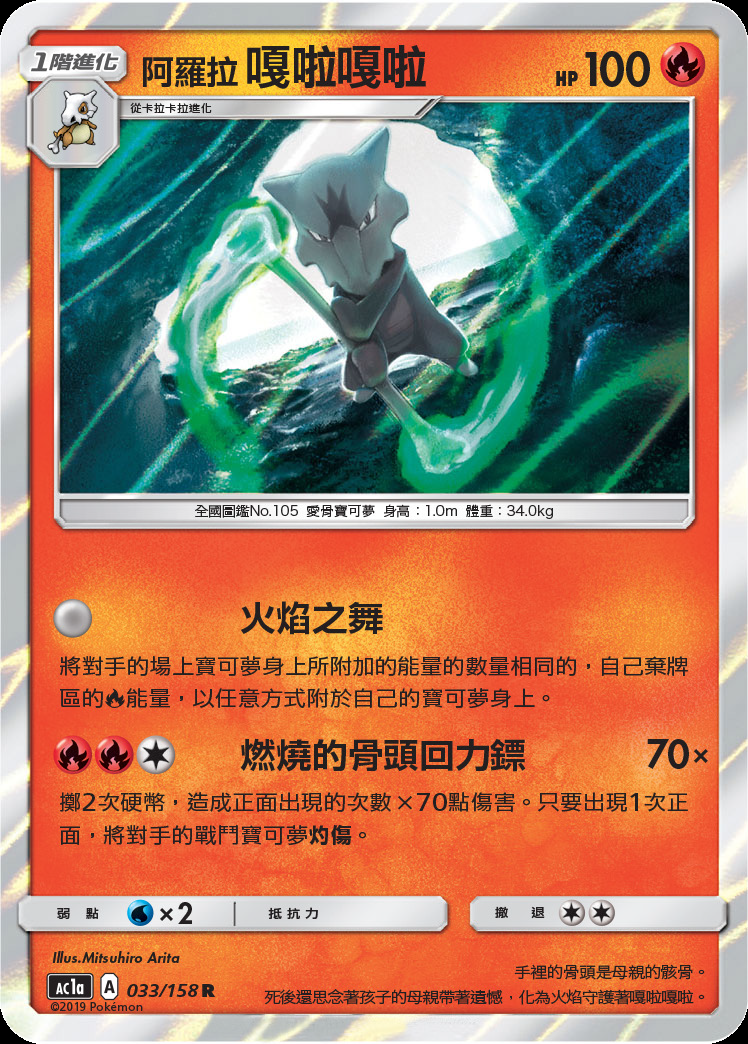 1階進化
阿羅拉 嘎啦嘎啦
HP 100
從卡拉卡拉進化
全國圖鑑No.105 愛骨寶可夢 身高：1.0m 體重：34.0kg
火焰之舞
將對手的場上寶可夢身上所附加的能量的數量相同的，自己棄牌
區的能量，以任意方式附於自己的寶可夢身上。
燃燒的骨頭回力鏢 70×
擲2次硬幣，造成正面出現的次數×70點傷害。只要出現1次正
面，將對手的戰鬥寶可夢灼傷。
弱點 ×2 抵抗力 撤退
Illus.Mitsuhiro Arita
手裡的骨頭是母親的骸骨。
AC1a A 033/158 R
死後還思念著孩子的母親帶著遺憾，化為火焰守護著嘎啦嘎啦。
©2019 Pokémon